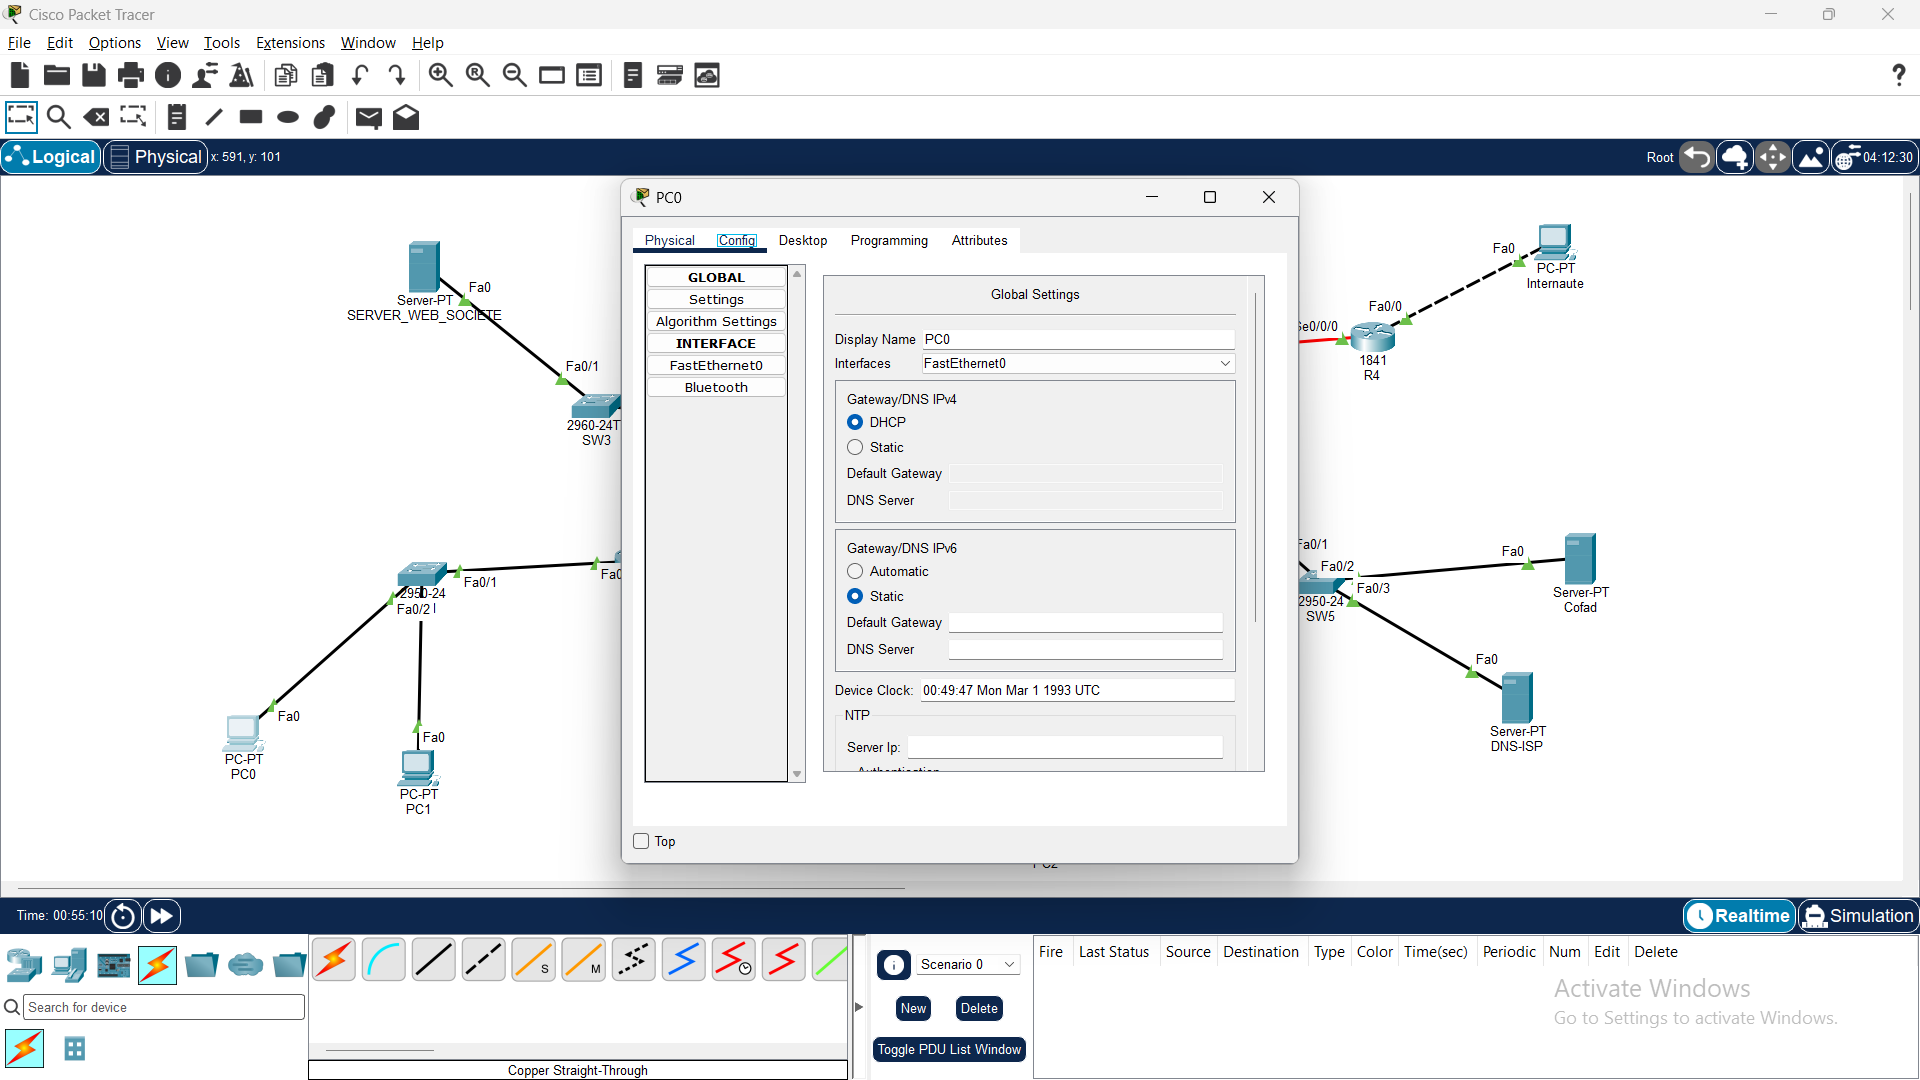 Cisco Packet Tracer
File Edit Options View Tools Extensions Window Help
Logical Physical x: 591, y: 101 Root 04:12:30
PC0
Physical Config Desktop Programming Attributes
GLOBAL
Settings
Algorithm Settings
INTERFACE
FastEthernet0
Bluetooth
Global Settings
Display Name PC0
Interfaces FastEthernet0
Gateway/DNS IPv4
DHCP
Static
Default Gateway
DNS Server
Gateway/DNS IPv6
Automatic
Static
Default Gateway
DNS Server
Device Clock: 00:49:47 Mon Mar 1 1993 UTC
NTP
Server Ip:
Authentication
Top
Fa0
Server-PT
SERVER_WEB_SOCIETE
Fa0/1
2960-24T
SW3
2950-24
Fa0/1
Fa0/2
Fa0
PC-PT
PC0
Fa0
PC-PT
PC1
Fa0
PC-PT
Internaute
Fa0/0
Se0/0/0
1841
R4
Fa0/1
Fa0/2
Fa0/3
2950-24
SW5
Fa0
Server-PT
Cofad
Fa0
Server-PT
DNS-ISP
PC2
Time: 00:55:10 Realtime Simulation
Search for device
S
M
Copper Straight-Through
Scenario 0
New Delete
Toggle PDU List Window
Fire Last Status Source Destination Type Color Time(sec) Periodic Num Edit Delete
Activate Windows
Go to Settings to activate Windows.